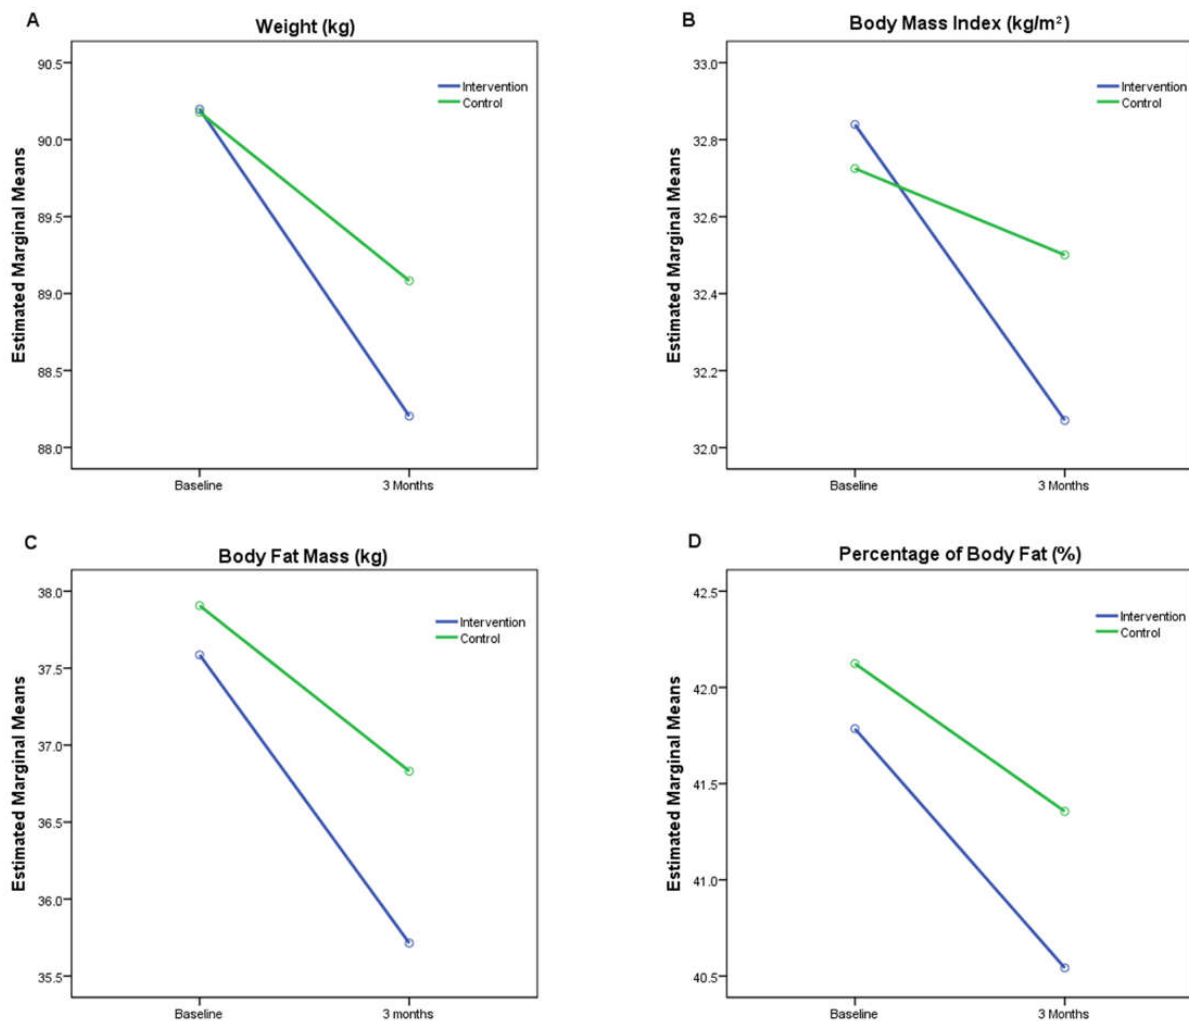 A
Weight (kg)
Estimated Marginal Means
90.5
90.0
89.5
89.0
88.5
88.0
Intervention
Control
Baseline
3 Months
B
Body Mass Index (kg/m²)
Estimated Marginal Means
33.0
32.8
32.6
32.4
32.2
32.0
Intervention
Control
Baseline
3 Months
C
Body Fat Mass (kg)
Estimated Marginal Means
38.0
37.5
37.0
36.5
36.0
35.5
Intervention
Control
Baseline
3 months
D
Percentage of Body Fat (%)
Estimated Marginal Means
42.5
42.0
41.5
41.0
40.5
Intervention
Control
Baseline
3 Months